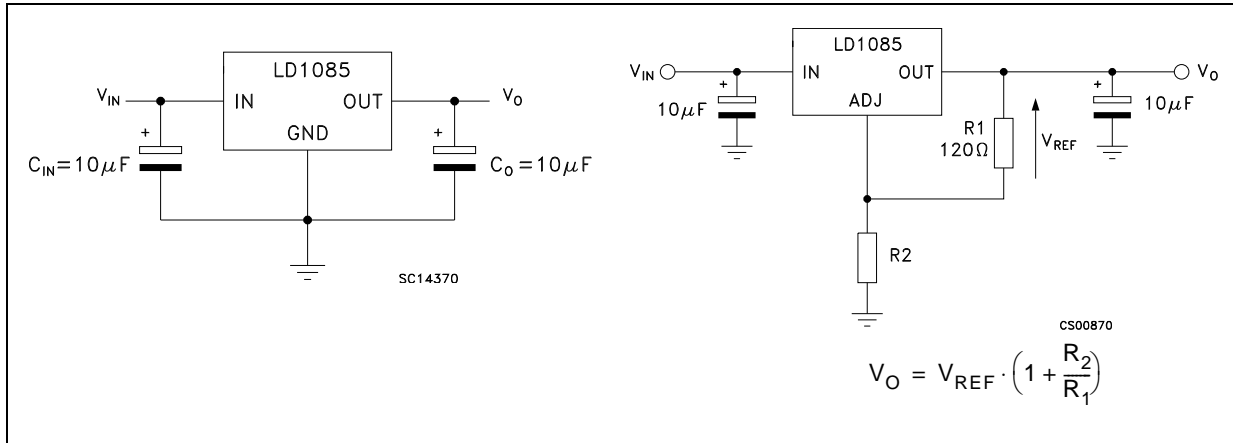 LD1085
V_IN
IN
OUT
V_O
GND
+
+
C_IN=10µF
C_O=10µF
SC14370
LD1085
V_IN
IN
OUT
V_O
ADJ
+
+
10µF
10µF
R1
120Ω
V_REF
R2
CS00870
V_O = V_REF · (1 + R_2/R_1)